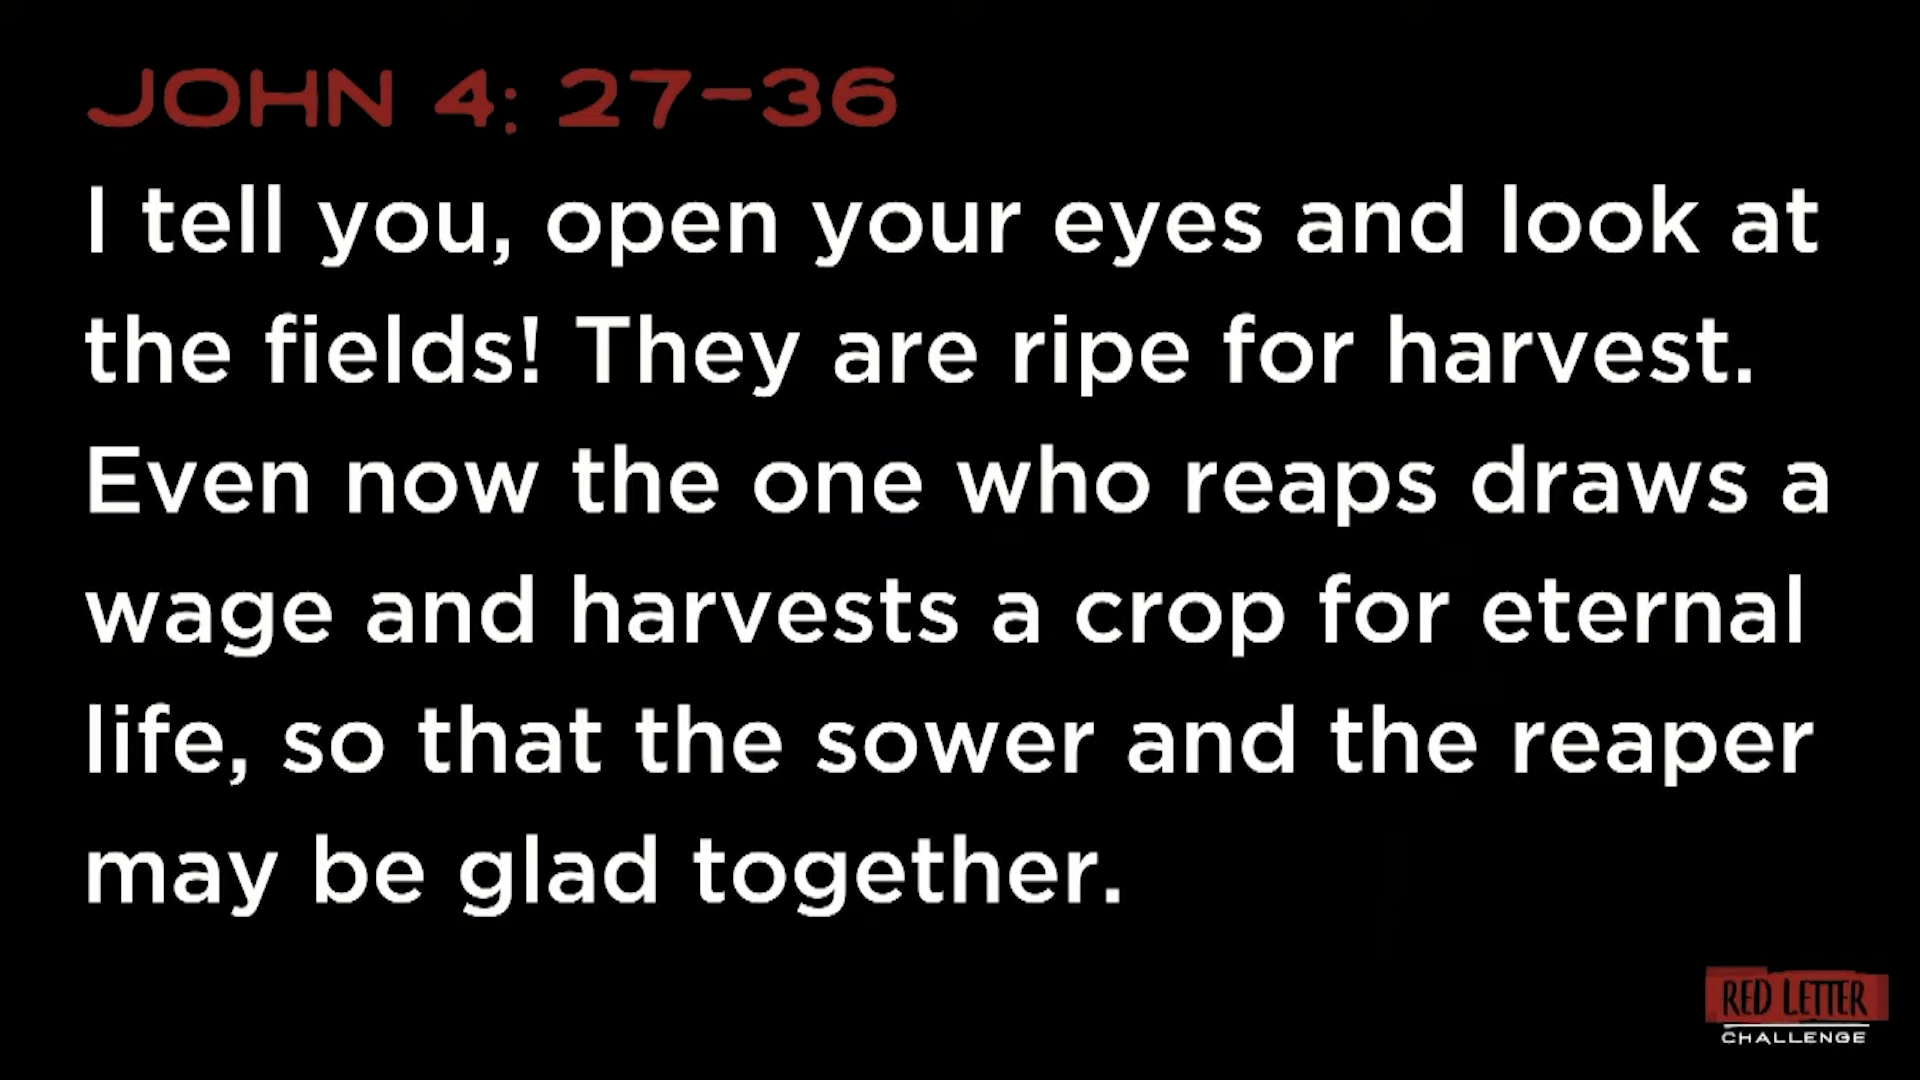 JOHN 4: 27-36
I tell you, open your eyes and look at
the fields! They are ripe for harvest.
Even now the one who reaps draws a
wage and harvests a crop for eternal
life, so that the sower and the reaper
may be glad together.
RED LETTER
CHALLENGE